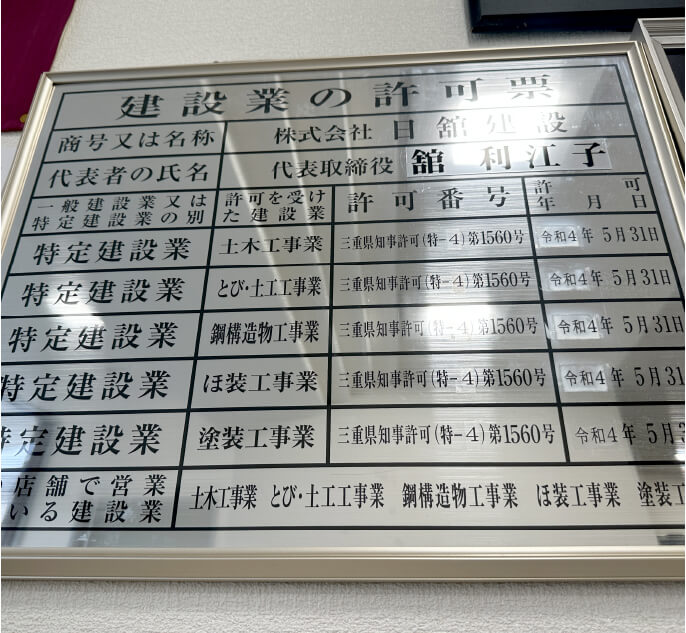 建設業の許可票
商号又は名称 株式会社 日舘建設
代表者の氏名 代表取締役 舘 利江子
一般建設業又は特定建設業の別 許可を受けた建設業 許可番号 許可年月日
特定建設業 土木工事業 三重県知事許可(特-4)第1560号 令和4年 5月31日
特定建設業 とび・土工工事業 三重県知事許可(特-4)第1560号 令和4年 5月31日
特定建設業 鋼構造物工事業 三重県知事許可(特-4)第1560号 令和4年 5月31日
特定建設業 ほ装工事業 三重県知事許可(特-4)第1560号 令和4年 5月31
特定建設業 塗装工事業 三重県知事許可(特-4)第1560号 令和4年 5月3
店舗で営業
いる建設業 土木工事業 とび・土工工事業 鋼構造物工事業 ほ装工事業 塗装工